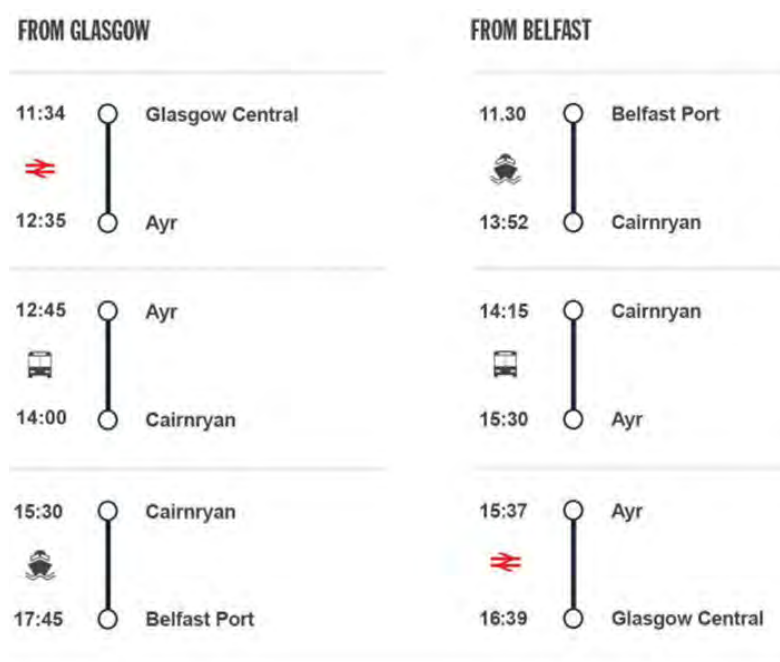 FROM GLASGOW
11:34 Glasgow Central
12:35 Ayr
12:45 Ayr
14:00 Cairnryan
15:30 Cairnryan
17:45 Belfast Port
FROM BELFAST
11.30 Belfast Port
13:52 Cairnryan
14:15 Cairnryan
15:30 Ayr
15:37 Ayr
16:39 Glasgow Central